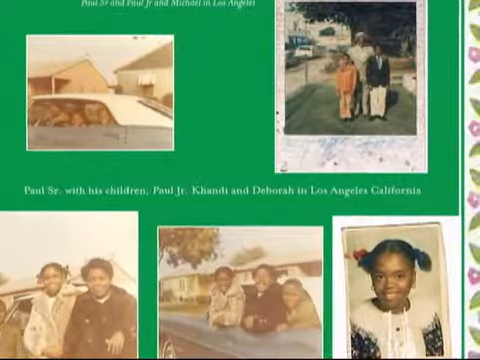 Paul Sr and Paul Jr and Michael in Los Angeles
Paul Sr. with his children, Paul Jr. Khandi and Deborah in Los Angeles California